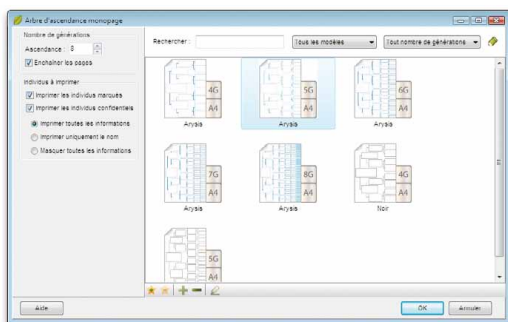 Arbre d'ascendance monopage
Nombre de générations
Ascendance : 8
Enchaîner les pages
Individus à imprimer
Imprimer les individus marqués
Imprimer les individus confidentiels
Imprimer toutes les informations
Imprimer uniquement le nom
Masquer toutes les informations
Rechercher :
Tous les modèles
Tout nombre de générations
4G
A4
Arysis
5G
A4
Arysis
6G
A4
Arysis
7G
A4
Arysis
8G
A4
Arysis
4G
A4
Noir
5G
A4
Aide
OK
Annuler